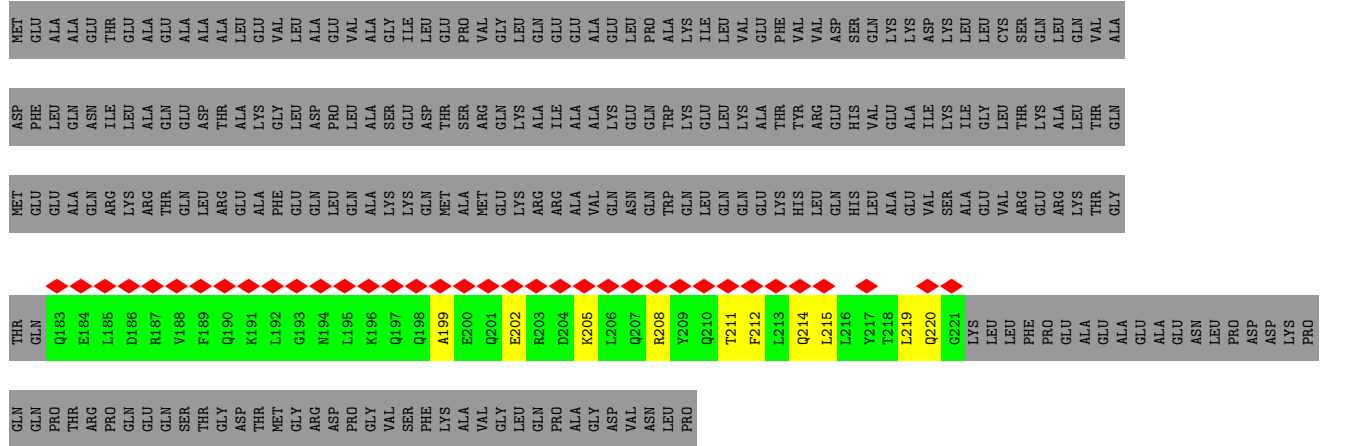 MET GLU ALA ALA GLU THR GLU ALA GLU ALA ALA ALA LEU GLU VAL LEU ALA GLU VAL ALA GLY ILE LEU GLU PRO VAL GLY LEU GLN GLU GLU ALA GLU LEU PRO ALA LYS ILE LEU VAL GLU PHE VAL VAL ASP SER GLN LYS LYS ASP LYS LEU LEU CYS SER GLN LEU GLN VAL ALA
ASP PHE LEU GLN ASN ILE LEU ALA GLN GLU ASP THR ALA LYS GLY LEU ASP PRO LEU ALA SER GLU ASP THR SER ARG GLN LYS ALA ILE ALA ALA LYS GLU GLN TRP LYS GLU LEU LYS ALA THR TYR ARG GLU HIS VAL GLU ALA ILE LYS ILE GLY LEU THR LYS ALA LEU THR GLN
MET GLU GLU ALA GLN ARG LYS ARG THR GLN LEU ARG GLU ALA PHE GLU GLN LEU GLN ALA LYS LYS GLN MET ALA MET GLU LYS ARG ARG ALA VAL GLN ASN GLN TRP GLN LEU GLN GLN GLU LYS HIS LEU GLN HIS LEU ALA GLU VAL SER ALA GLU VAL ARG GLU ARG LYS THR GLY
THR GLN Q183 E184 L185 D186 R187 V188 F189 Q190 K191 L192 G193 N194 L195 K196 Q197 Q198 A199 E200 Q201 E202 R203 D204 K205 L206 Q207 R208 Y209 Q210 T211 F212 L213 Q214 L215 L216 Y217 T218 L219 Q220 G221 LYS LEU LEU PHE PRO GLU ALA GLU ALA GLU ALA GLU ASN LEU PRO ASP ASP LYS PRO
GLN GLN PRO THR ARG PRO GLN GLU GLN SER THR GLY ASP THR MET GLY ARG ASP PRO GLY VAL SER PHE LYS ALA VAL GLY LEU GLN PRO ALA GLY ASP VAL ASN LEU PRO